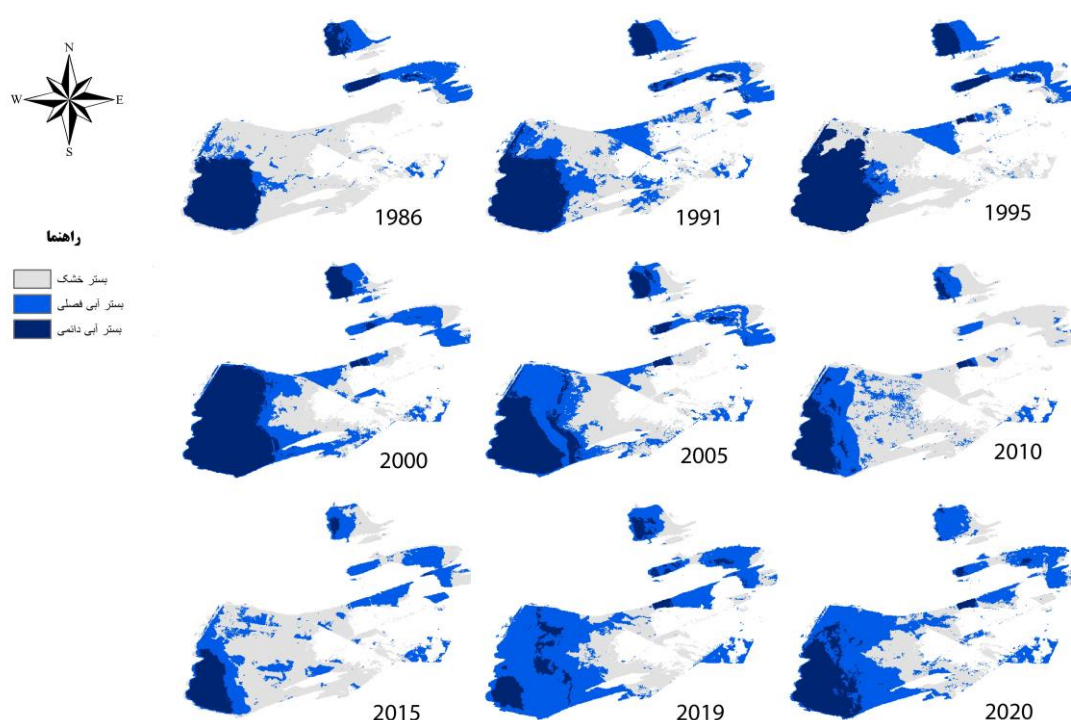 N
W E
S
1986
1991
1995
راهنما
بستر خشک
بستر آبی فصلی
بستر آبی دائمی
2000
2005
2010
2015
2019
2020